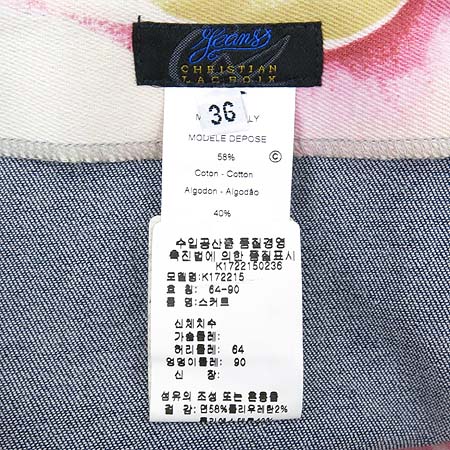 Jeans
CHRISTIAN
LACROIX
36
MODELE DEPOSE
58% ©
Coton - Cotton
Algodon - Algodão
40%
수입공산품 품질경영
촉진법에 의한 품질표시
K1722150236
모델명:K172215
호 칭: 64-90
품 명:스커트
신체치수
가슴둘레:
허리둘레: 64
엉덩이둘레: 90
신 장:
섬유의 조성 또는 혼용률
겉 감:면58%폴리우레탄2%